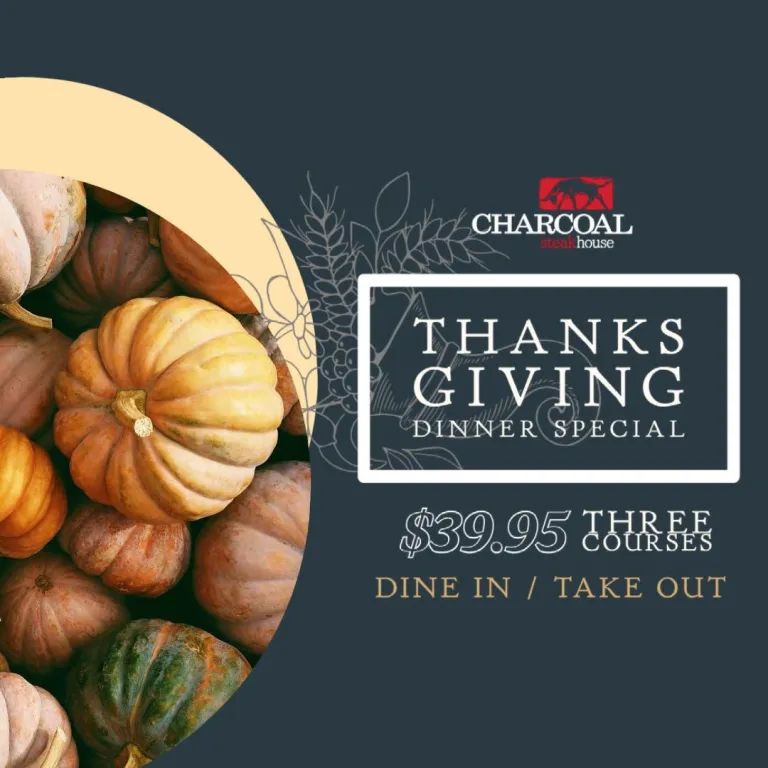 CHARCOAL
steakhouse
THANKS
GIVING
DINNER SPECIAL
$39.95 THREE
COURSES
DINE IN / TAKE OUT